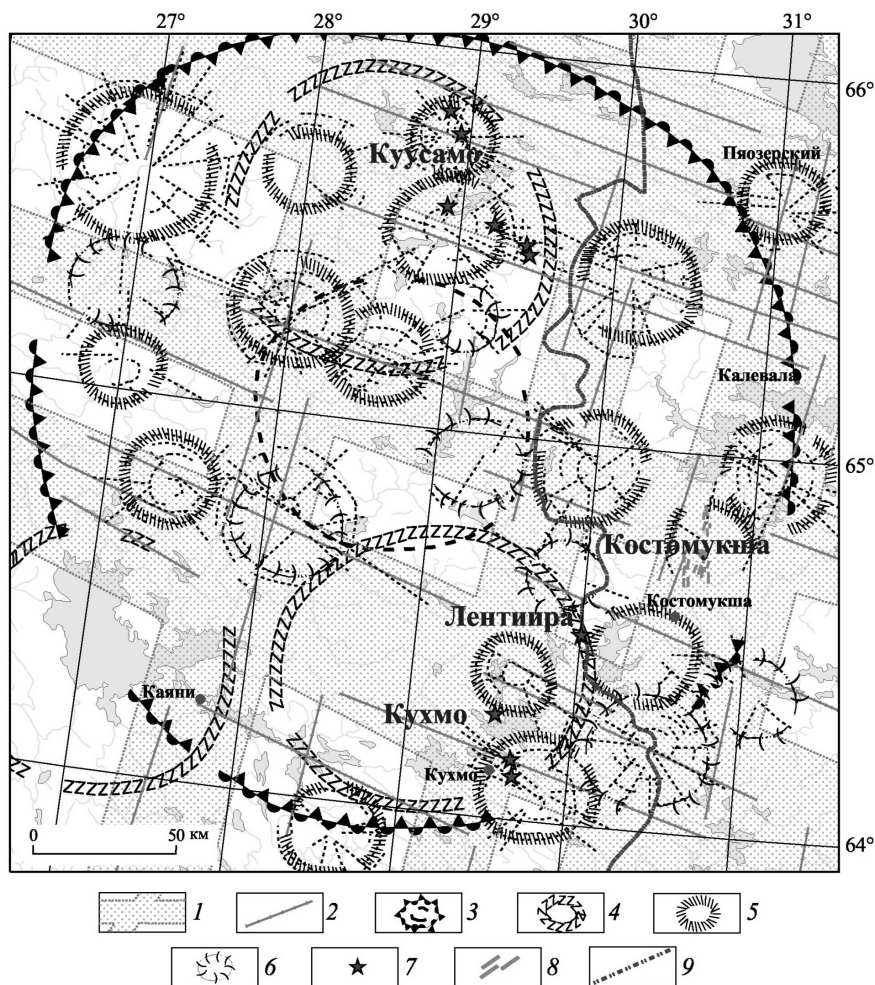 27° 28° 29° 30° 31°
66°
Пяозерский
Куусамо
Калевала
65°
Костомукша
Костомукша
Лентиира
Каяни
Кухмо
Кухмо
0 50 км
64°
1 2 3 4 5
6 7 8 9